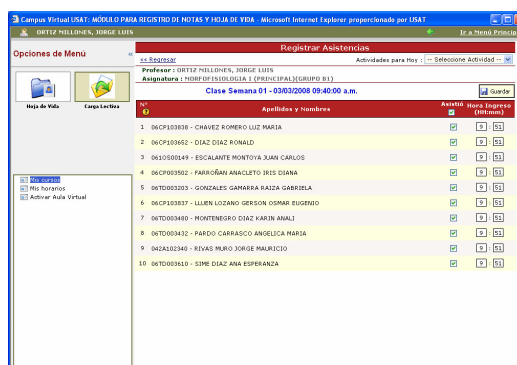 Campus Virtual USAT: MÓDULO PARA REGISTRO DE NOTAS Y HOJA DE VIDA - Microsoft Internet Explorer proporcionado por USAT
ORTIZ MILLONES, JORGE LUIS
Ir a Menú Princip
Opciones de Menú «
Hoja de Vida
Carga Lectiva
Mis cursos
Mis horarios
Activar Aula Virtual
Registrar Asistencias
<< Regresar
Actividades para Hoy : -- Seleccione Actividad --
Profesor : ORTIZ MILLONES, JORGE LUIS
Asignatura : MORFOFISIOLOGIA I (PRINCIPAL)(GRUPO B1)
Clase Semana 01 - 03/03/2008 09:40:00 a.m.
Guardar
Nº Apellidos y Nombres Asistió Hora Ingreso (HH:mm)
1 06CP103838 - CHAVEZ ROMERO LUZ MARIA 9 : 51
2 06CP103652 - DIAZ DIAZ RONALD 9 : 51
3 0610S00149 - ESCALANTE MONTOYA JUAN CARLOS 9 : 51
4 06CP003502 - FARROÑAN ANACLETO IRIS DIANA 9 : 51
5 06TD003203 - GONZALES GAMARRA RAIZA GABRIELA 9 : 51
6 06CP103837 - LLUEN LOZANO GERSON OSMAR EUGENIO 9 : 51
7 06TD003480 - MONTENEGRO DIAZ KARIN ANALI 9 : 51
8 06TD003432 - PARDO CARRASCO ANGELICA MARIA 9 : 51
9 042A102340 - RIVAS MURO JORGE MAURICIO 9 : 51
10 06TD003610 - SIME DIAZ ANA ESPERANZA 9 : 51